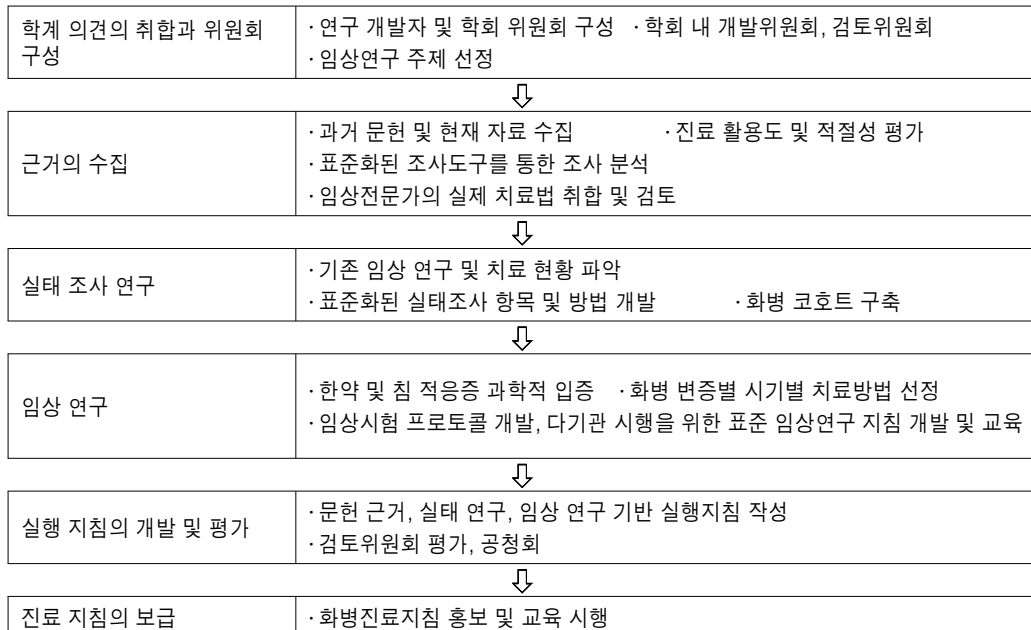 학계 의견의 취합과 위원회
구성
· 연구 개발자 및 학회 위원회 구성 · 학회 내 개발위원회, 검토위원회
· 임상연구 주제 선정
근거의 수집
· 과거 문헌 및 현재 자료 수집 · 진료 활용도 및 적절성 평가
· 표준화된 조사도구를 통한 조사 분석
· 임상전문가의 실제 치료법 취합 및 검토
실태 조사 연구
· 기존 임상 연구 및 치료 현황 파악
· 표준화된 실태조사 항목 및 방법 개발 · 화병 코호트 구축
임상 연구
· 한약 및 침 적응증 과학적 입증 · 화병 변증별 시기별 치료방법 선정
· 임상시험 프로토콜 개발, 다기관 시행을 위한 표준 임상연구 지침 개발 및 교육
실행 지침의 개발 및 평가
· 문헌 근거, 실태 연구, 임상 연구 기반 실행지침 작성
· 검토위원회 평가, 공청회
진료 지침의 보급
· 화병진료지침 홍보 및 교육 시행